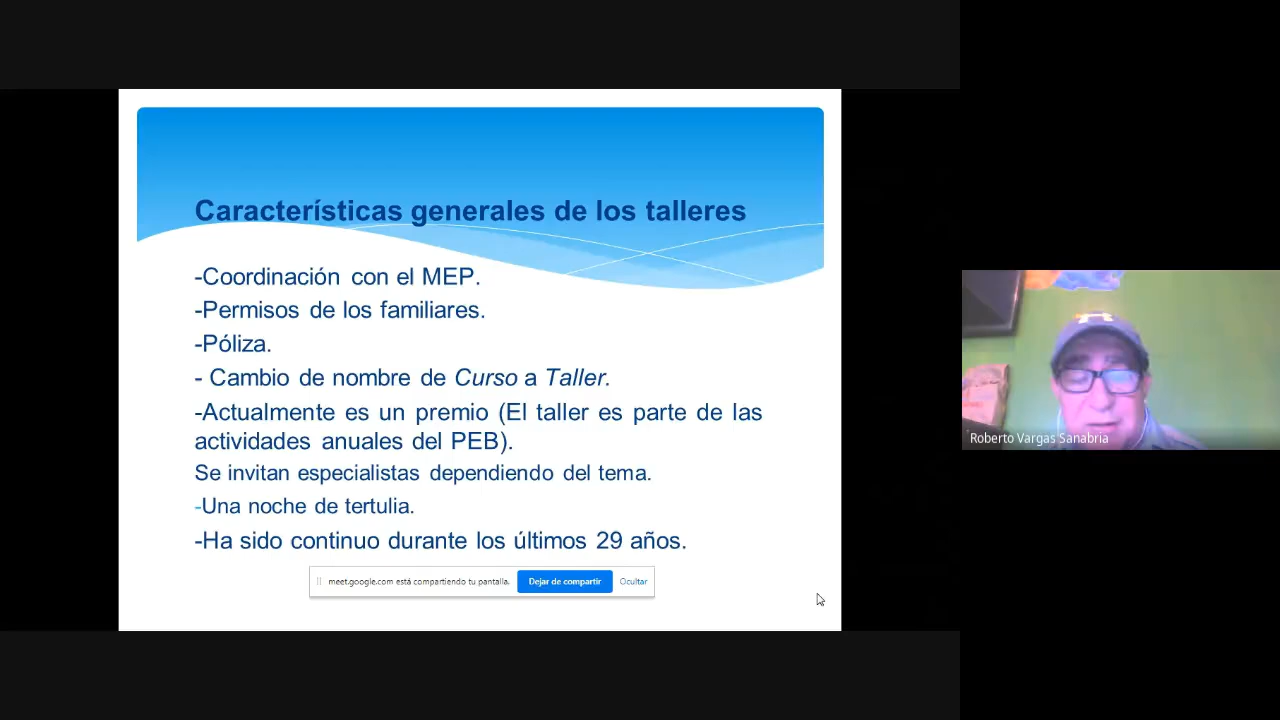 Características generales de los talleres
-Coordinación con el MEP.
-Permisos de los familiares.
-Póliza.
- Cambio de nombre de Curso a Taller.
-Actualmente es un premio (El taller es parte de las
actividades anuales del PEB).
Se invitan especialistas dependiendo del tema.
-Una noche de tertulia.
-Ha sido continuo durante los últimos 29 años.
meet.google.com está compartiendo tu pantalla.
Dejar de compartir
Ocultar
Roberto Vargas Sanabria